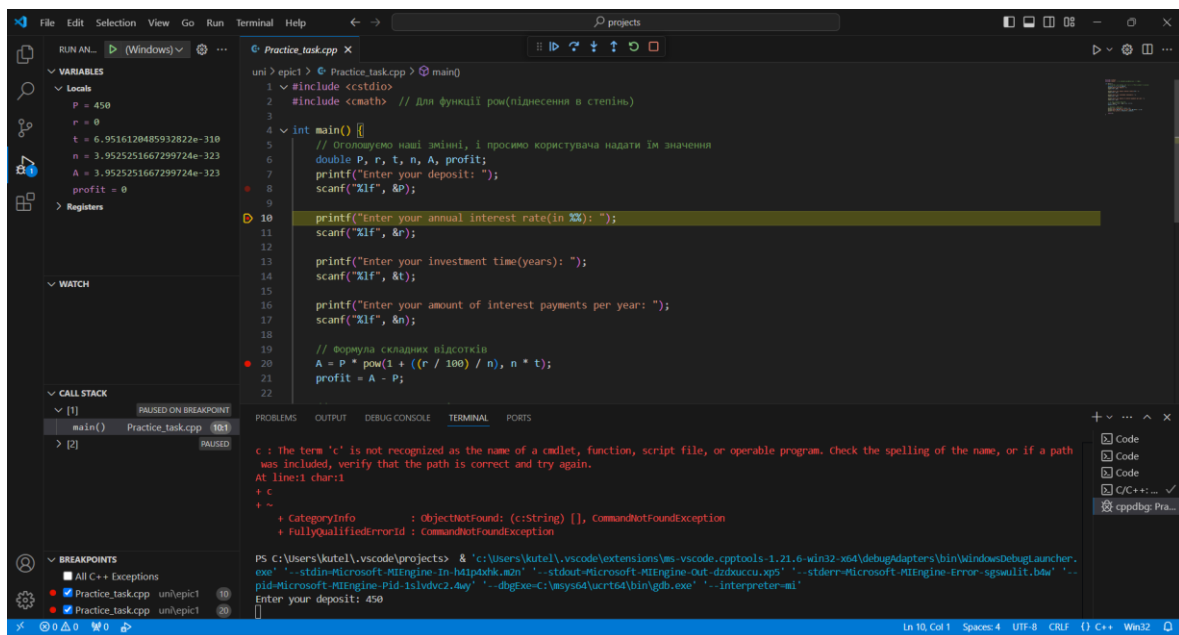 File Edit Selection View Go Run Terminal Help
projects
RUN AN... (Windows)
VARIABLES
Locals
P = 450
r = 0
t = 6.9516120485932822e-310
n = 3.9525251667299724e-323
A = 3.9525251667299724e-323
profit = 0
Registers
WATCH
CALL STACK
[1] PAUSED ON BREAKPOINT
main() Practice_task.cpp 10:1
[2] PAUSED
BREAKPOINTS
All C++ Exceptions
Practice_task.cpp uni\epic1 10
Practice_task.cpp uni\epic1 20
Practice_task.cpp
uni > epic1 > Practice_task.cpp > main()
1 #include <cstdio>
2 #include <cmath> // Для функції pow(піднесення в степінь)
3
4 int main() {
5 // Оголошуємо наші змінні, і просимо користувача надати їм значення
6 double P, r, t, n, A, profit;
7 printf("Enter your deposit: ");
8 scanf("%lf", &P);
9
10 printf("Enter your annual interest rate(in %%): ");
11 scanf("%lf", &r);
12
13 printf("Enter your investment time(years): ");
14 scanf("%lf", &t);
15
16 printf("Enter your amount of interest payments per year: ");
17 scanf("%lf", &n);
18
19 // Формула складних відсотків
20 A = P * pow(1 + ((r / 100) / n), n * t);
21 profit = A - P;
22
PROBLEMS OUTPUT DEBUG CONSOLE TERMINAL PORTS
c : The term 'c' is not recognized as the name of a cmdlet, function, script file, or operable program. Check the spelling of the name, or if a path
was included, verify that the path is correct and try again.
At line:1 char:1
+ c
+ ~
+ CategoryInfo : ObjectNotFound: (c:String) [], CommandNotFoundException
+ FullyQualifiedErrorId : CommandNotFoundException
PS C:\Users\kutel\.vscode\projects> & 'c:\Users\kutel\.vscode\extensions\ms-vscode.cpptools-1.21.6-win32-x64\debugAdapters\bin\WindowsDebugLauncher.
exe' '--stdin=Microsoft-MIEngine-In-h41p4xhk.m2n' '--stdout=Microsoft-MIEngine-Out-dzdxuccu.xp5' '--stderr=Microsoft-MIEngine-Error-sgswulit.b4w' '--
pid=Microsoft-MIEngine-Pid-1slvdvc2.4wy' '--dbgExe=C:\msys64\ucrt64\bin\gdb.exe' '--interpreter=mi'
Enter your deposit: 450
Code
Code
Code
C/C++: ...
cppdbg: Pra...
0 0 0 Ln 10, Col 1 Spaces: 4 UTF-8 CRLF {} C++ Win32